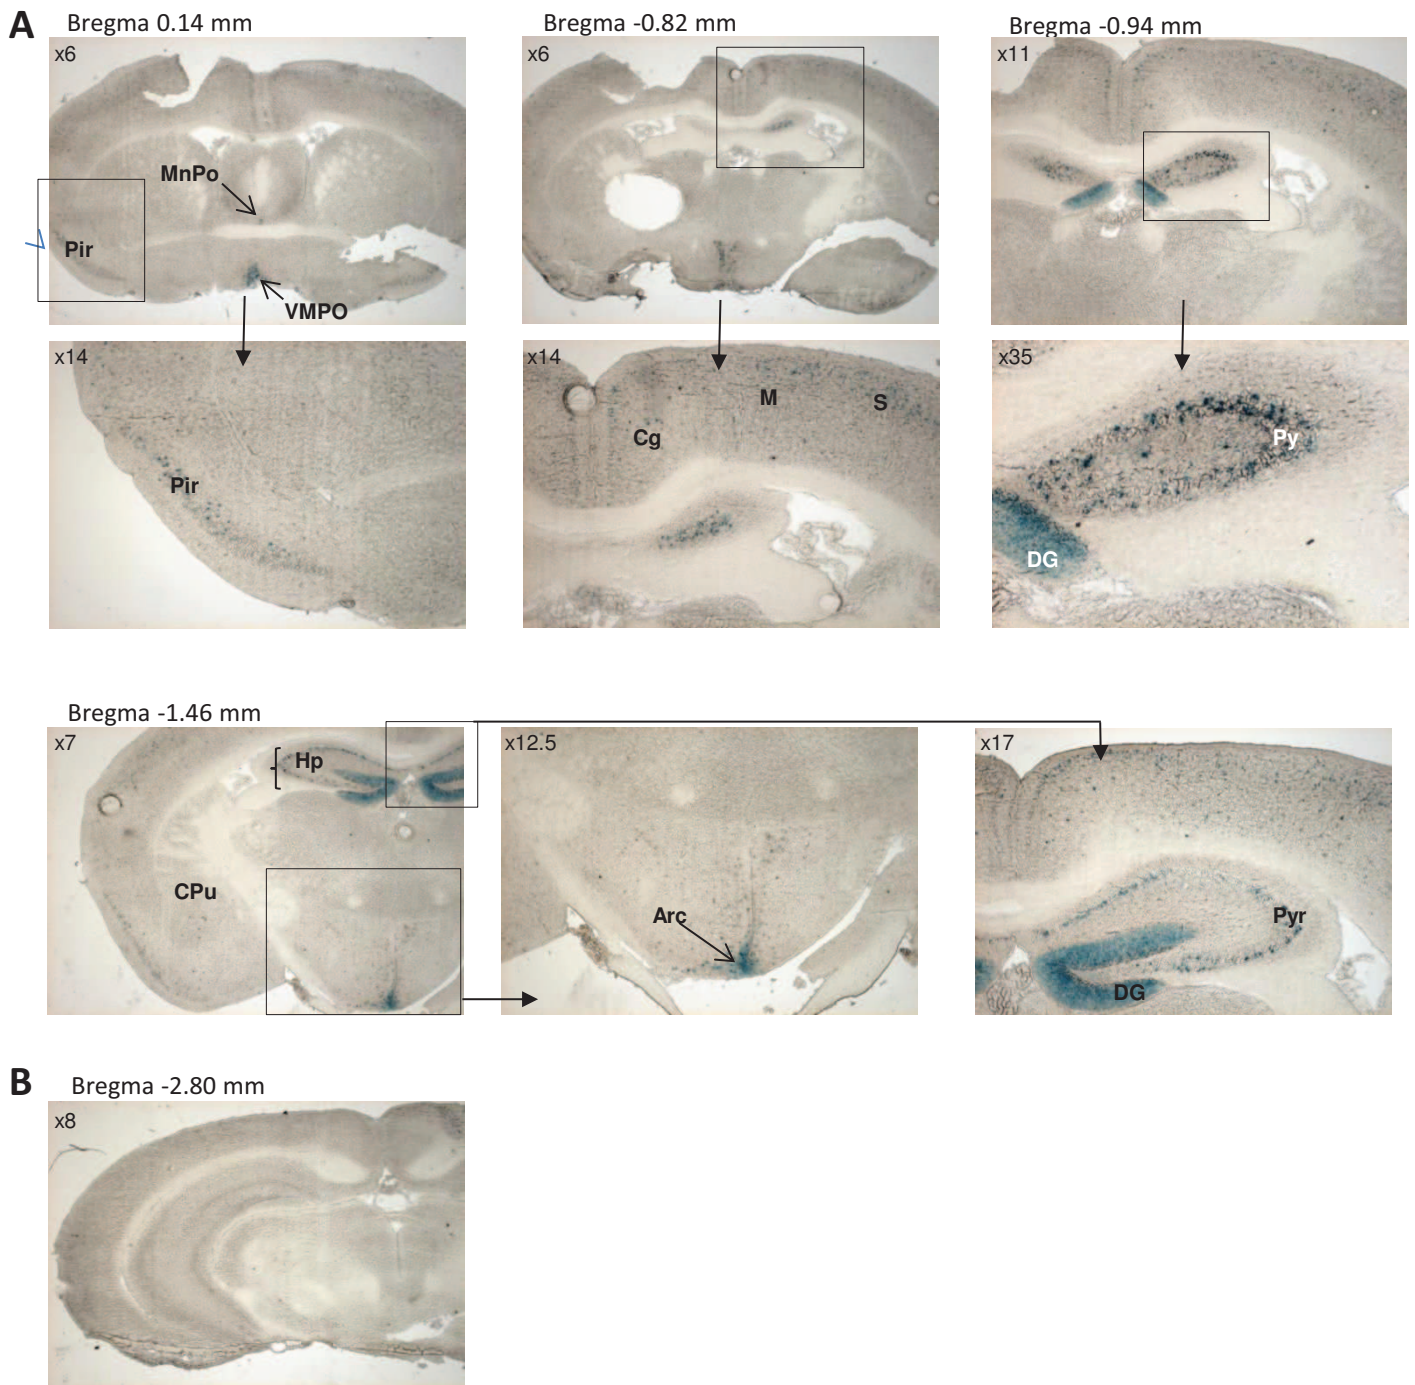 A
Bregma 0.14 mm
Bregma -0.82 mm
Bregma -0.94 mm
x6
MnPo
Pir
VMPO
x6
x11
x14
Pir
x14
M
S
Cg
x35
Py
DG
Bregma -1.46 mm
x7
Hp
CPu
x12.5
Arc
x17
Pyr
DG
B
Bregma -2.80 mm
x8